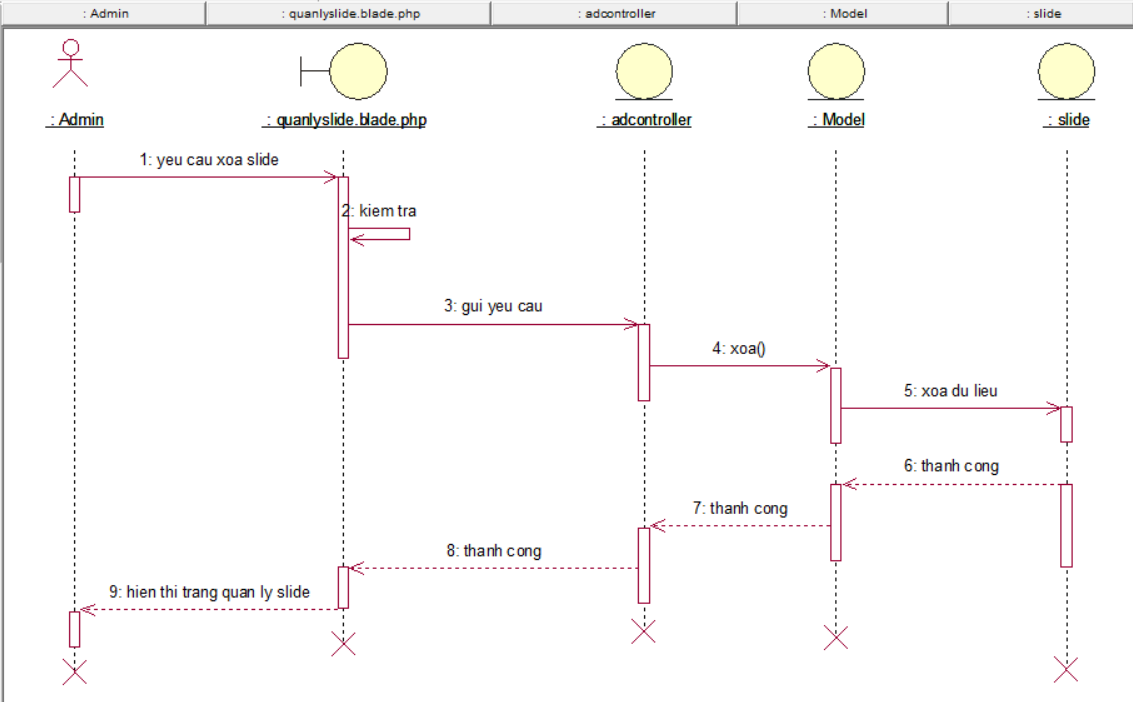 : Admin
: quanlyslide.blade.php
: adcontroller
: Model
: slide
: Admin
: quanlyslide.blade.php
: adcontroller
: Model
: slide
1: yeu cau xoa slide
2: kiem tra
3: gui yeu cau
4: xoa()
5: xoa du lieu
6: thanh cong
7: thanh cong
8: thanh cong
9: hien thi trang quan ly slide